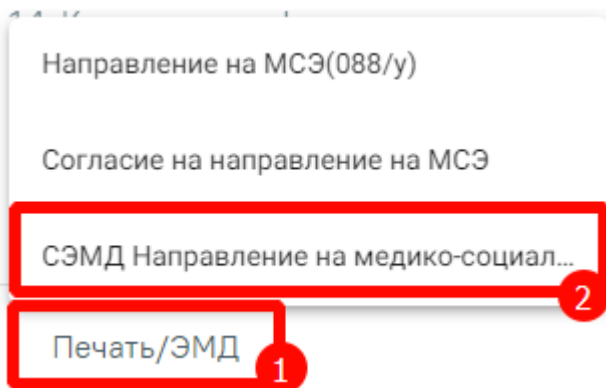 Направление на МСЭ(088/у)
Согласие на направление на МСЭ
СЭМД Направление на медико-социал...
2
Печать/ЭМД
1